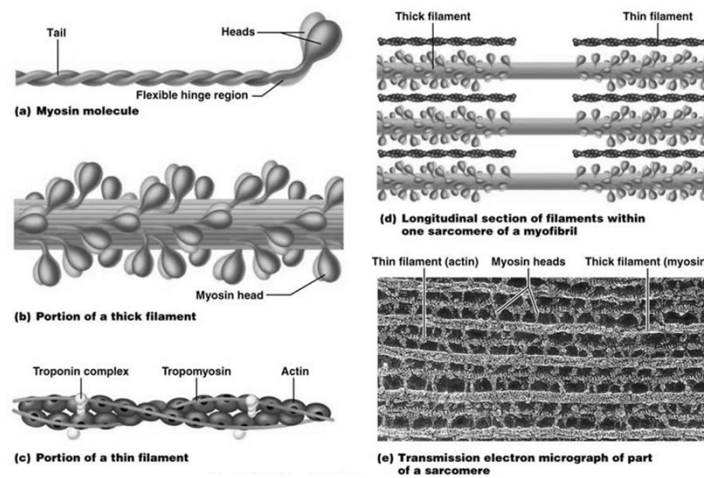 Tail
Heads
Flexible hinge region
(a) Myosin molecule
Myosin head
(b) Portion of a thick filament
Troponin complex
Tropomyosin
Actin
(c) Portion of a thin filament
Thick filament
Thin filament
(d) Longitudinal section of filaments within
one sarcomere of a myofibril
Thin filament (actin)
Myosin heads
Thick filament (myosin
(e) Transmission electron micrograph of part
of a sarcomere